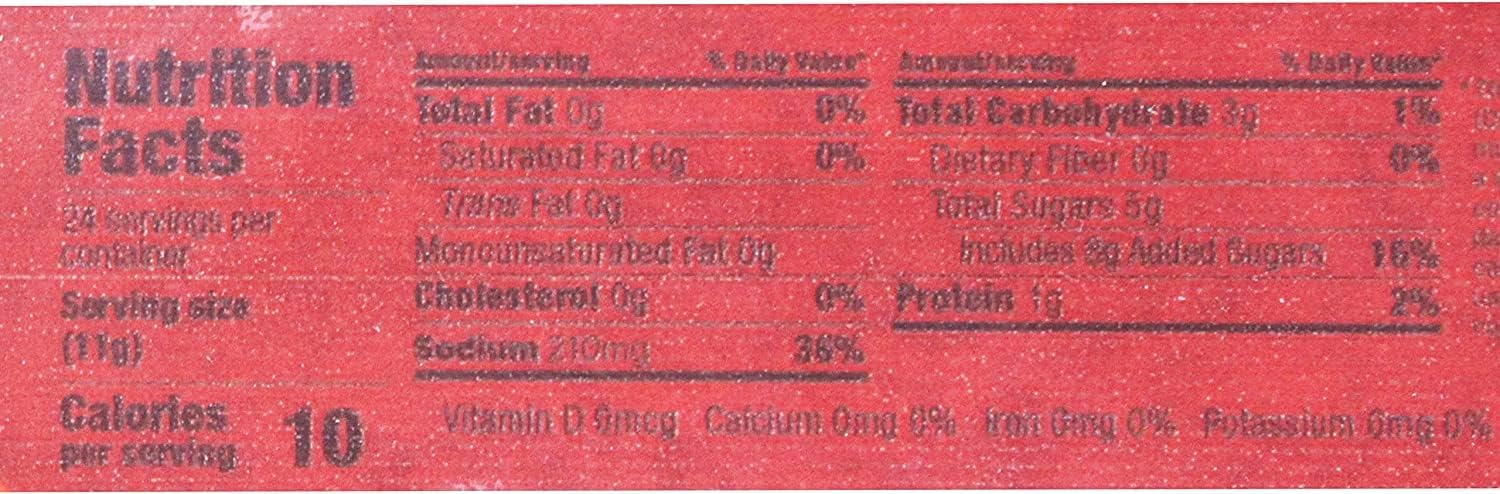 Nutrition
Facts
24 servings per
container
Serving size
(11g)
Calories
per serving
10
Amount/serving % Daily Value*
Total Fat 0g 0%
Saturated Fat 0g 0%
Trans Fat 0g
Monounsaturated Fat 0g
Cholesterol 0g 0%
Sodium 210mg 36%
Amount/serving % Daily Value*
Total Carbohydrate 3g 1%
Dietary Fiber 0g 0%
Total Sugars 5g
Includes 8g Added Sugars 16%
Protein 1g 2%
Vitamin D 0mcg Calcium 0mg 0% Iron 0mg 0% Potassium 0mg 0%